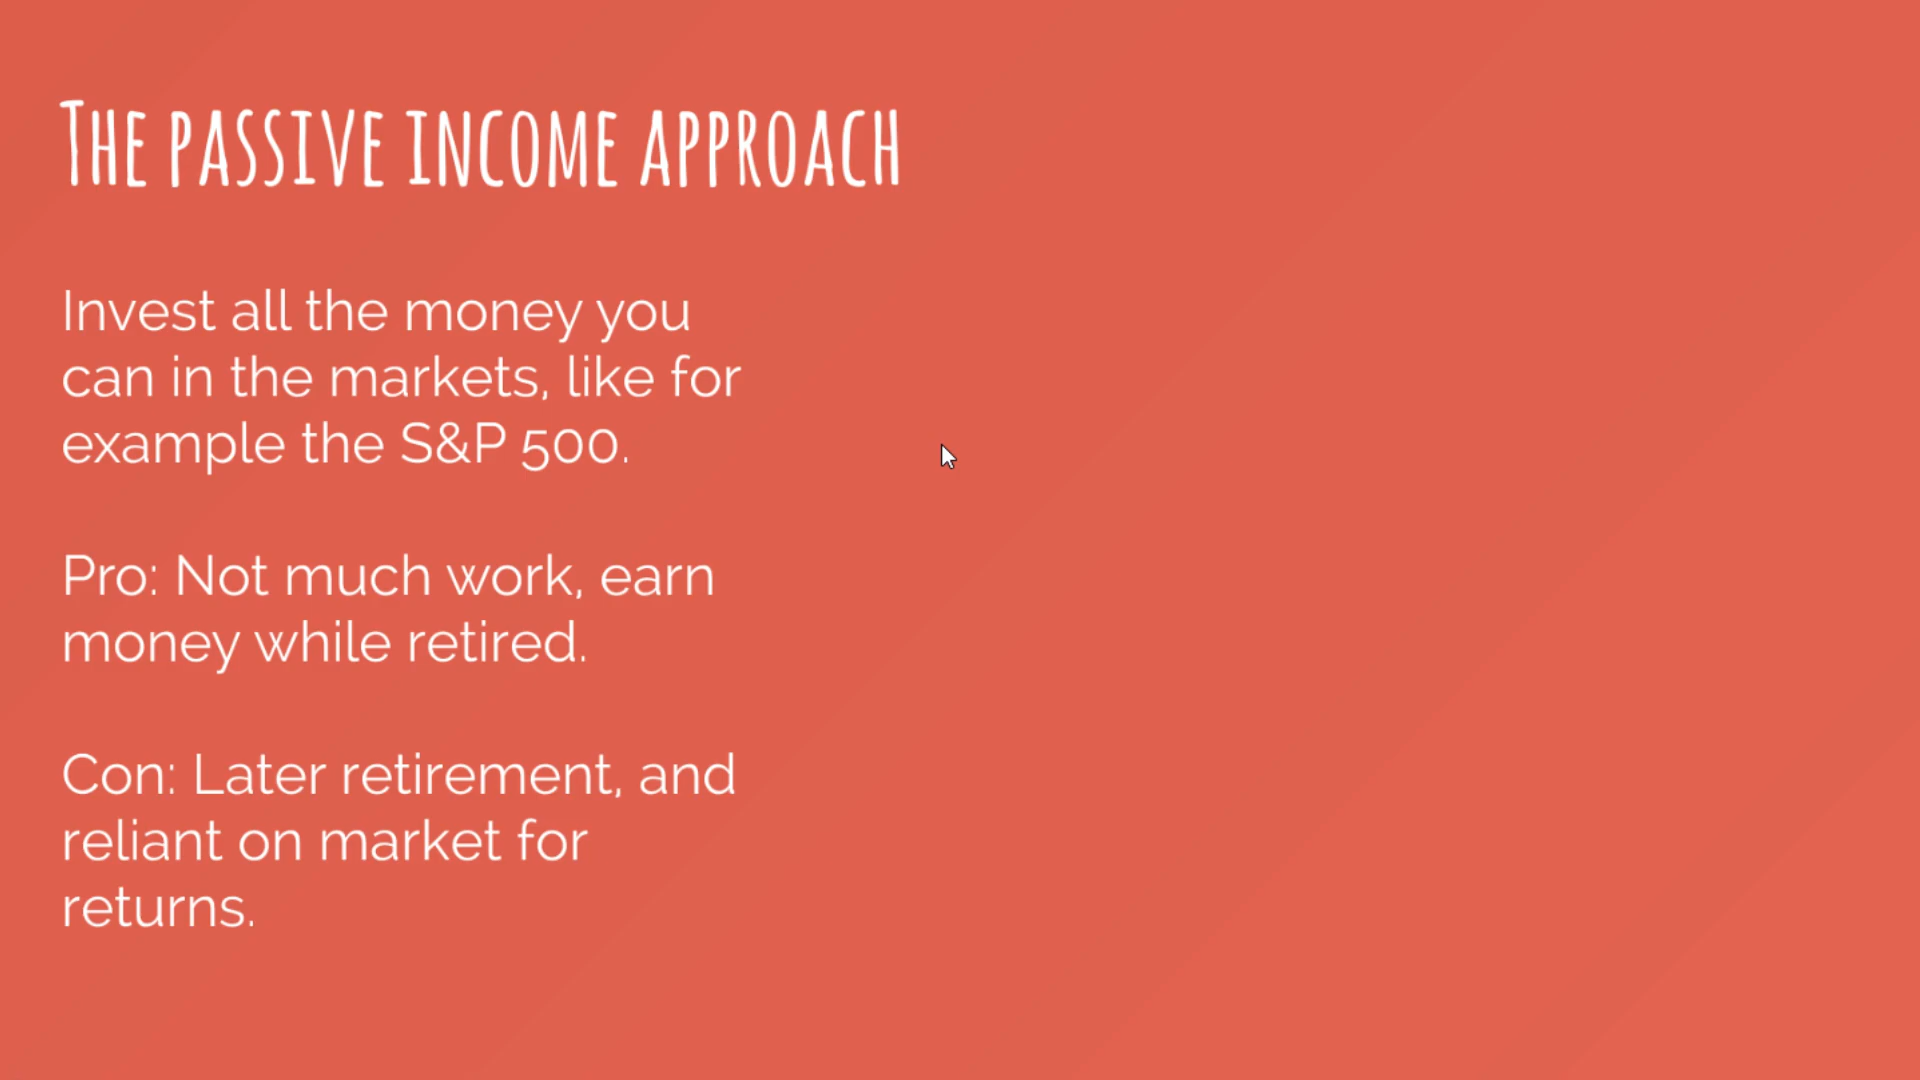 The passive income approach
Invest all the money you
can in the markets, like for
example the S&P 500.
Pro: Not much work, earn
money while retired.
Con: Later retirement, and
reliant on market for
returns.